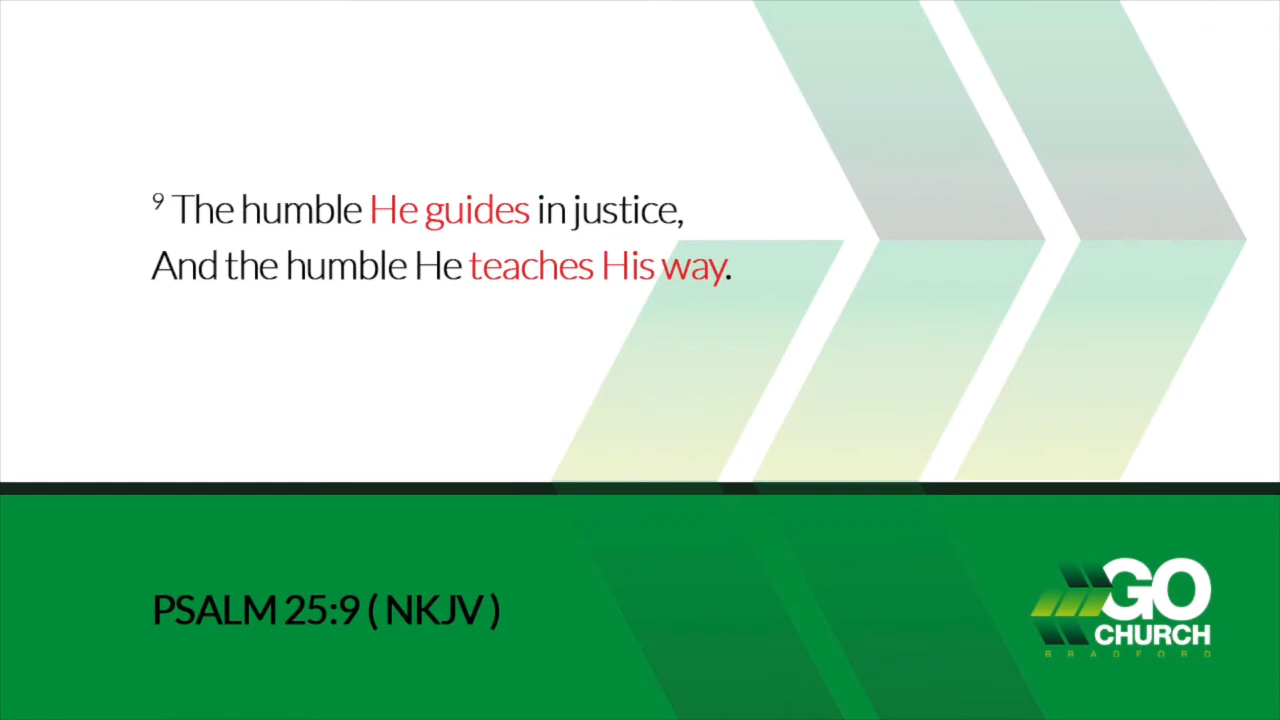 ⁹ The humble He guides in justice,
And the humble He teaches His way.
PSALM 25:9 ( NKJV )
GO
CHURCH
BRADFORD